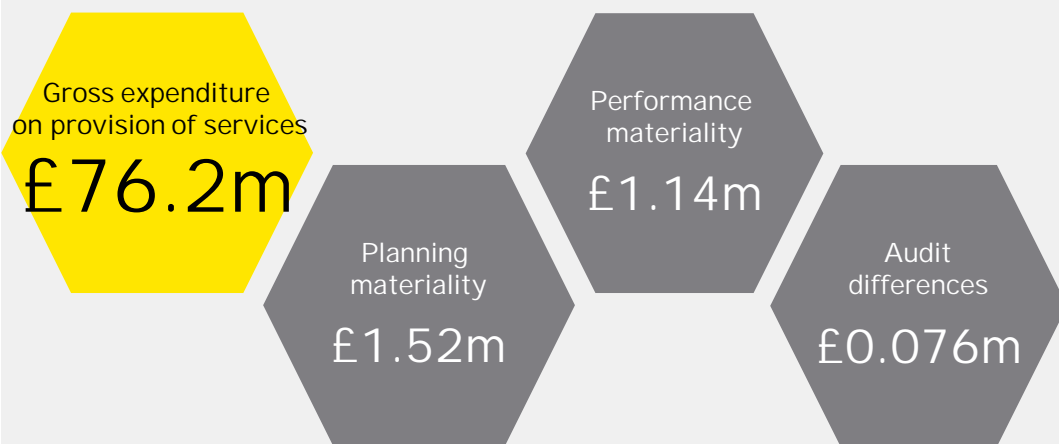 Gross expenditure
on provision of services
£76.2m
Planning
materiality
£1.52m
Performance
materiality
£1.14m
Audit
differences
£0.076m